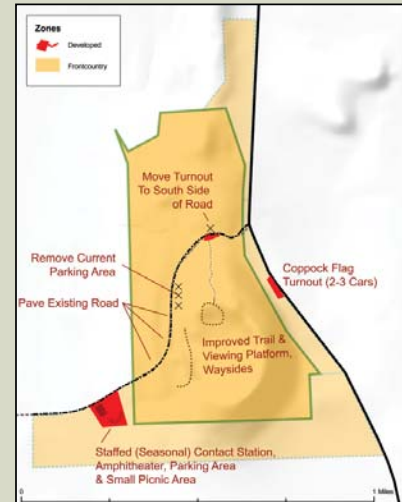 Zones
Developed
Frontcountry
Move Turnout
To South Side
of Road
Remove Current
Parking Area
Pave Existing Road
Coppock Flag
Turnout (2-3 Cars)
Improved Trail &
Viewing Platform,
Waysides
Staffed (Seasonal) Contact Station,
Amphitheater, Parking Area
& Small Picnic Area
0
1 Miles